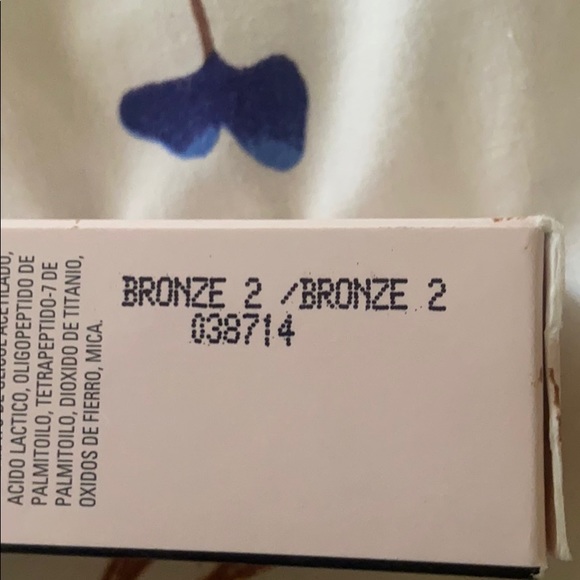 BRONZE 2 /BRONZE 2
038714
ACIDO LACTICO, OLIGOPEPTIDO DE
PALMITOILO, TETRAPEPTIDO-7 DE
PALMITOILO, DIOXIDO DE TITANIO,
OXIDOS DE FIERRO, MICA.